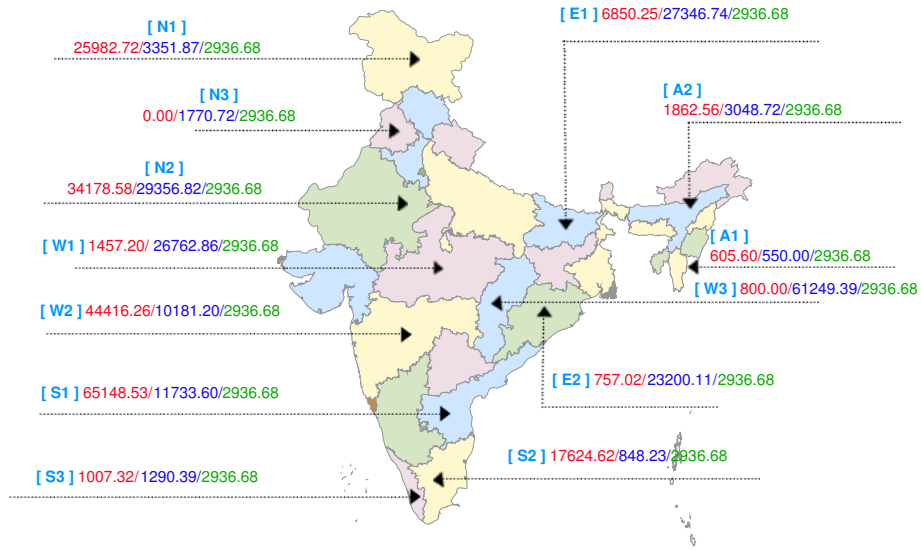 [ E1 ] 6850.25/27346.74/2936.68
[ N1 ]
25982.72/3351.87/2936.68
[ N3 ]
0.00/1770.72/2936.68
[ A2 ]
1862.56/3048.72/2936.68
[ N2 ]
34178.58/29356.82/2936.68
[ W1 ] 1457.20/ 26762.86/2936.68
[ A1 ]
605.60/550.00/2936.68
[ W3 ] 800.00/61249.39/2936.68
[ W2 ] 44416.26/10181.20/2936.68
[ E2 ] 757.02/23200.11/2936.68
[ S1 ] 65148.53/11733.60/2936.68
[ S2 ] 17624.62/848.23/2936.68
[ S3 ] 1007.32/1290.39/2936.68